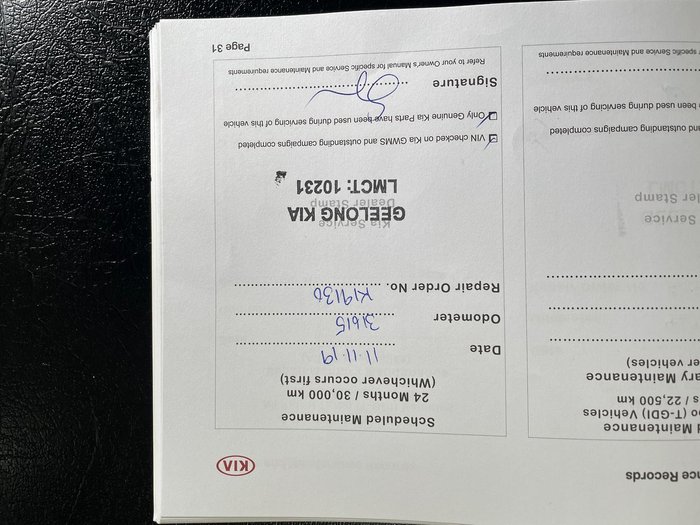 KIA
Scheduled Maintenance
24 Months / 30,000 km
(Whichever occurs first)
Date 11.11.19
Odometer 31615
Repair Order No. K19130
Kia Service
GEELONG KIA
Dealer Stamp
LMCT: 10231
VIN checked on Kia GWMS and outstanding campaigns completed
Only Genuine Kia Parts have been used during servicing of this vehicle
Signature
Refer to your Owner's Manual for specific Service and Maintenance requirements
Page 31
nce Records
d Maintenance
o (T-GDI) Vehicles
s / 22,500 km
ary Maintenance
er vehicles)
Service
ler Stamp
and outstanding campaigns completed
been used during servicing of this vehicle
r specific Service and Maintenance requirements